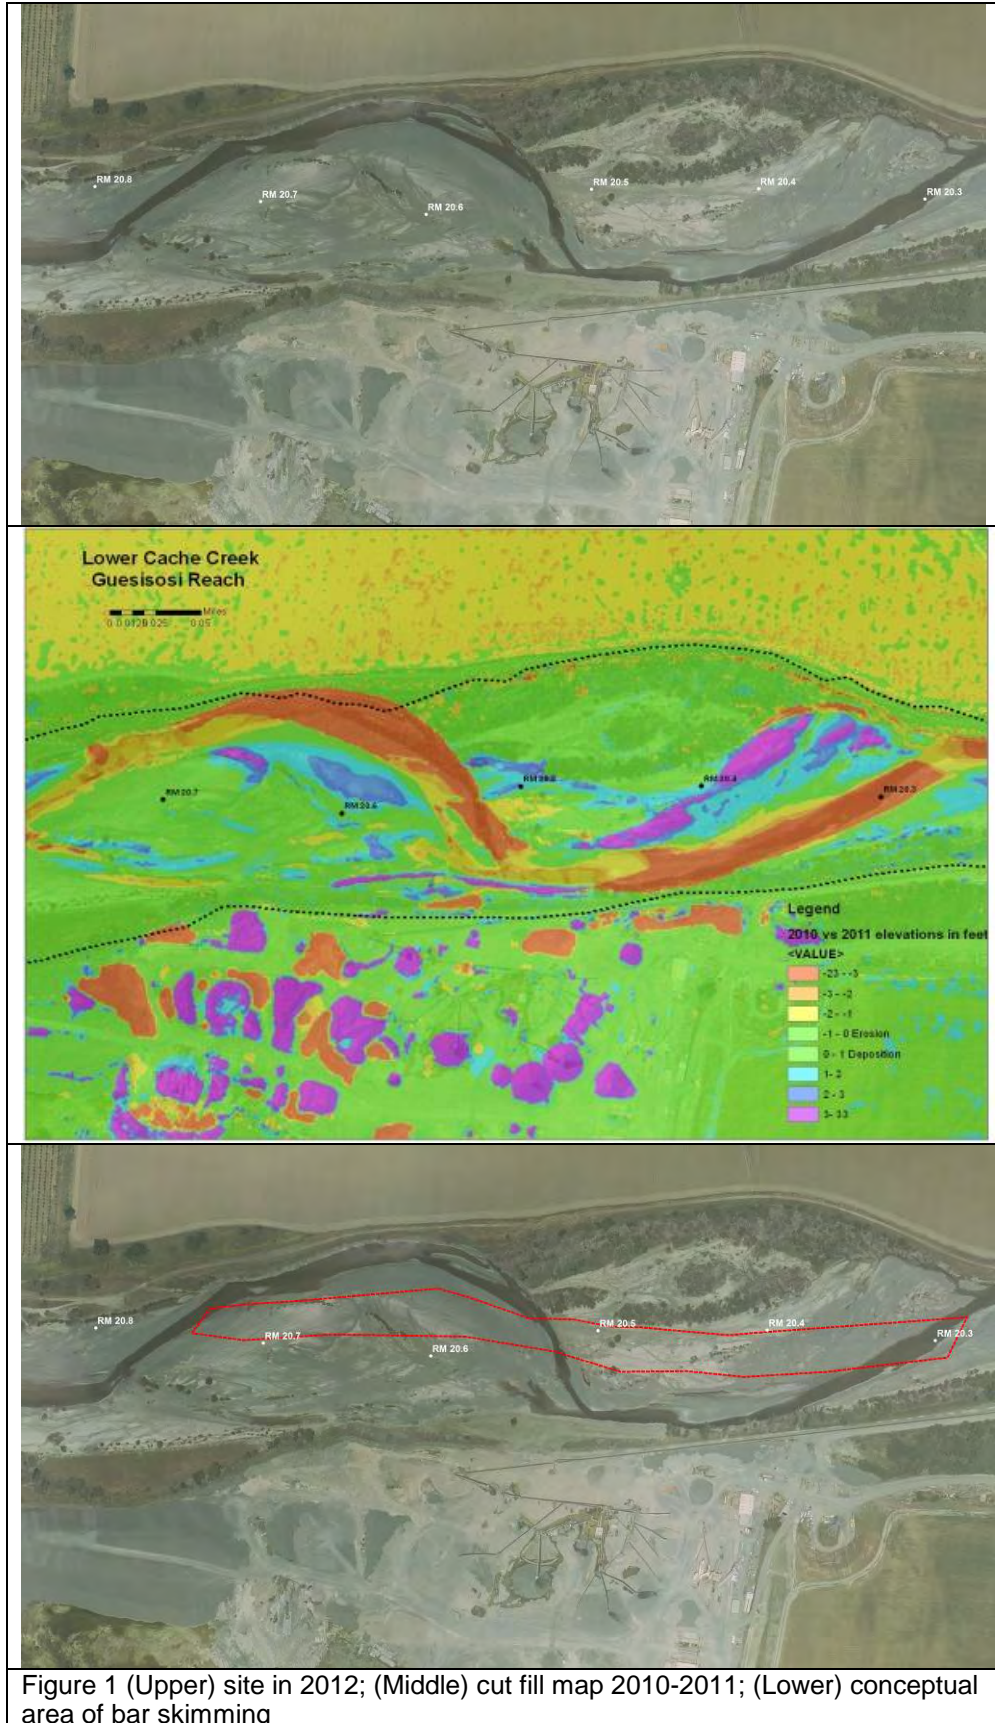 RM 20.8
RM 20.7
RM 20.6
RM 20.5
RM 20.4
RM 20.3
Lower Cache Creek
Guesisosi Reach
Miles
0.05
RM 20.7
RM 20.6
RM 20.4
RM 20.3
Legend
2010 vs 2011 elevations in feet
<VALUE>
-23 - -3
-3 - -2
-2 - -1
-1 - 0 Erosion
0 - 1 Deposition
1 - 2
2 - 3
3 - 33
RM 20.8
RM 20.7
RM 20.6
RM 20.5
RM 20.4
RM 20.3
Figure 1 (Upper) site in 2012; (Middle) cut fill map 2010-2011; (Lower) conceptual
area of bar skimming